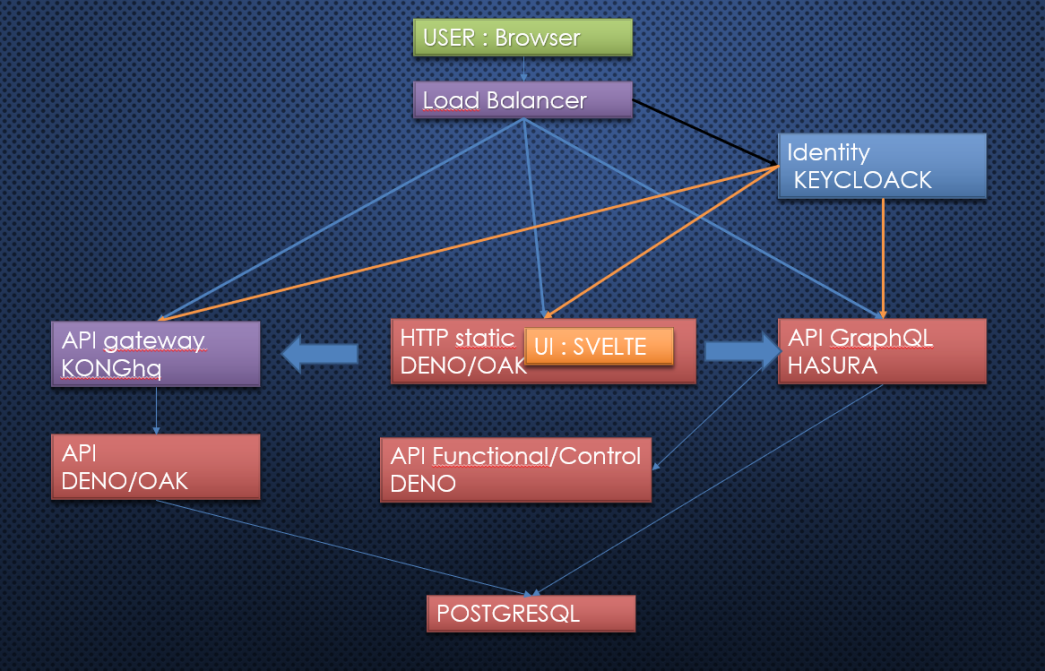 USER : Browser
Load Balancer
Identity
KEYCLOACK
API gateway
KONGhq
HTTP static
DENO/OAK
UI : SVELTE
API GraphQL
HASURA
API
DENO/OAK
API Functional/Control
DENO
POSTGRESQL